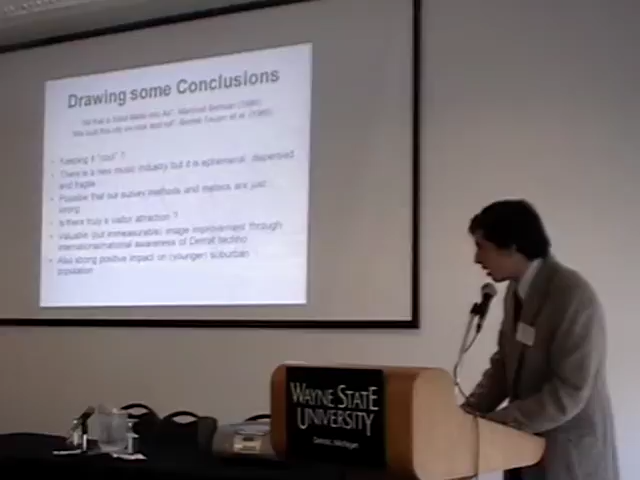 Drawing some Conclusions
"All that is Solid Melts into Air", Marshall Berman (1982)
"We built this city on rock and roll", Bernie Taupin et al (1985)
• Keeping it "cool" ?
• There is a new music industry but it is ephemeral, dispersed
and fragile
• Possible that our survey methods and metrics are just
wrong
• Is there truly a visitor attraction ?
• Valuable (but immeasurable) image improvement through
international/national awareness of Detroit techno
• Also strong positive impact on (younger) suburban
population
WAYNE STATE
UNIVERSITY
Detroit, Michigan